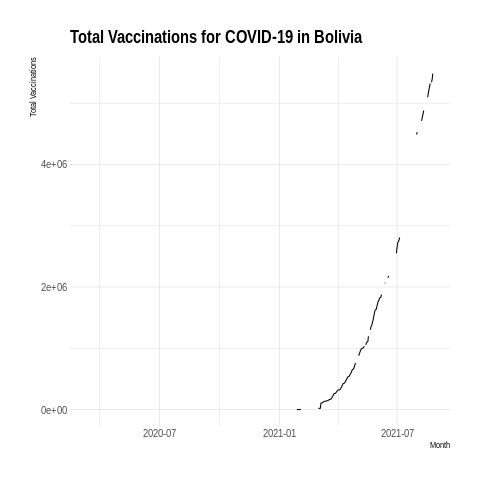 Total Vaccinations for COVID-19 in Bolivia
Total Vaccinations
4e+06
2e+06
0e+00
2020-07 2021-01 2021-07
Month